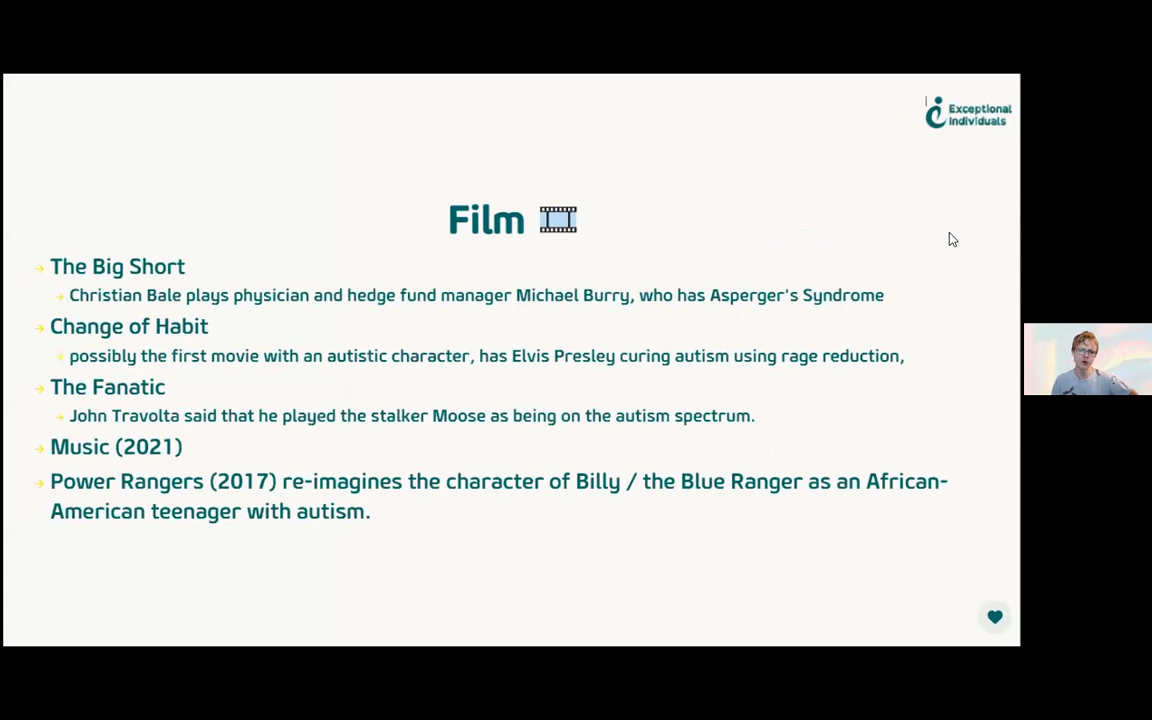 Exceptional
Individuals
Film
The Big Short
Christian Bale plays physician and hedge fund manager Michael Burry, who has Asperger's Syndrome
Change of Habit
possibly the first movie with an autistic character, has Elvis Presley curing autism using rage reduction,
The Fanatic
John Travolta said that he played the stalker Moose as being on the autism spectrum.
Music (2021)
Power Rangers (2017) re-imagines the character of Billy / the Blue Ranger as an African-
American teenager with autism.